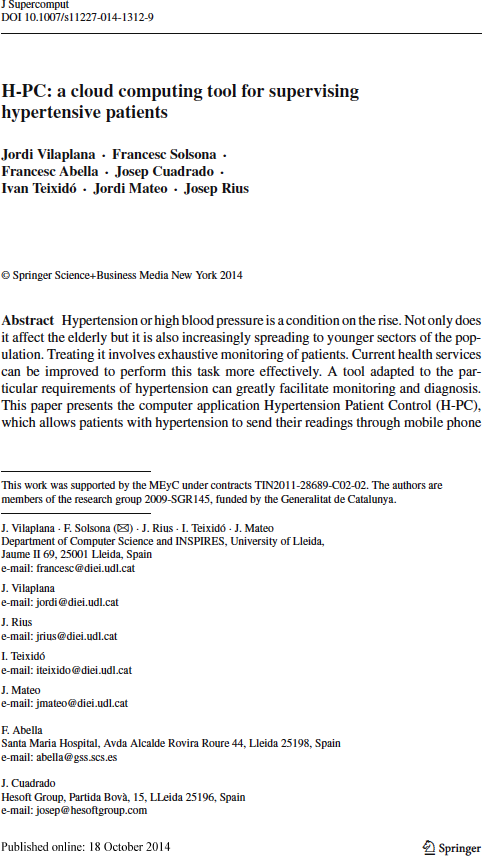 J Supercomput
DOI 10.1007/s11227-014-1312-9
H-PC: a cloud computing tool for supervising
hypertensive patients
Jordi Vilaplana · Francesc Solsona ·
Francesc Abella · Josep Cuadrado ·
Ivan Teixidó · Jordi Mateo · Josep Rius
© Springer Science+Business Media New York 2014
Abstract Hypertension or high blood pressure is a condition on the rise. Not only does
it affect the elderly but it is also increasingly spreading to younger sectors of the pop-
ulation. Treating it involves exhaustive monitoring of patients. Current health services
can be improved to perform this task more effectively. A tool adapted to the par-
ticular requirements of hypertension can greatly facilitate monitoring and diagnosis.
This paper presents the computer application Hypertension Patient Control (H-PC),
which allows patients with hypertension to send their readings through mobile phone
This work was supported by the MEyC under contracts TIN2011-28689-C02-02. The authors are
members of the research group 2009-SGR145, funded by the Generalitat de Catalunya.
J. Vilaplana · F. Solsona (✉) · J. Rius · I. Teixidó · J. Mateo
Department of Computer Science and INSPIRES, University of Lleida,
Jaume II 69, 25001 Lleida, Spain
e-mail: francesc@diei.udl.cat
J. Vilaplana
e-mail: jordi@diei.udl.cat
J. Rius
e-mail: jrius@diei.udl.cat
I. Teixidó
e-mail: iteixido@diei.udl.cat
J. Mateo
e-mail: jmateo@diei.udl.cat
F. Abella
Santa Maria Hospital, Avda Alcalde Rovira Roure 44, Lleida 25198, Spain
e-mail: abella@gss.scs.es
J. Cuadrado
Hesoft Group, Partida Bovà, 15, LLeida 25196, Spain
e-mail: josep@hesoftgroup.com
Published online: 18 October 2014
Springer